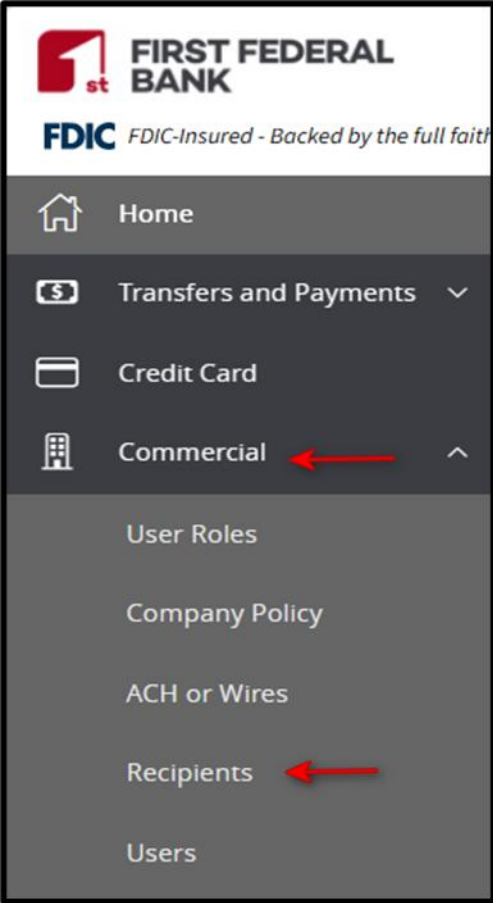 1st
FIRST FEDERAL
BANK
FDIC FDIC-Insured - Backed by the full faith
Home
Transfers and Payments
Credit Card
Commercial
User Roles
Company Policy
ACH or Wires
Recipients
Users